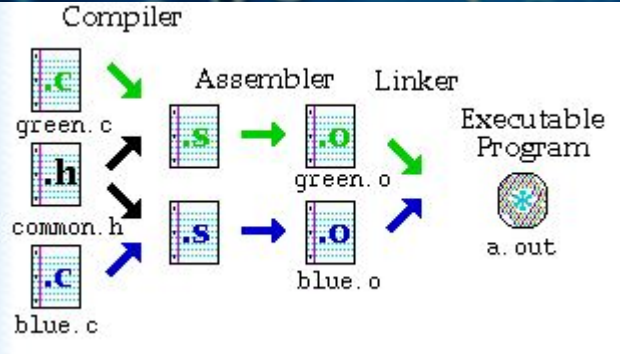 Compiler
Assembler
Linker
Executable
Program
.c
green.c
.h
common.h
.c
blue.c
.s
.s
.o
green.o
.o
blue.o
a.out